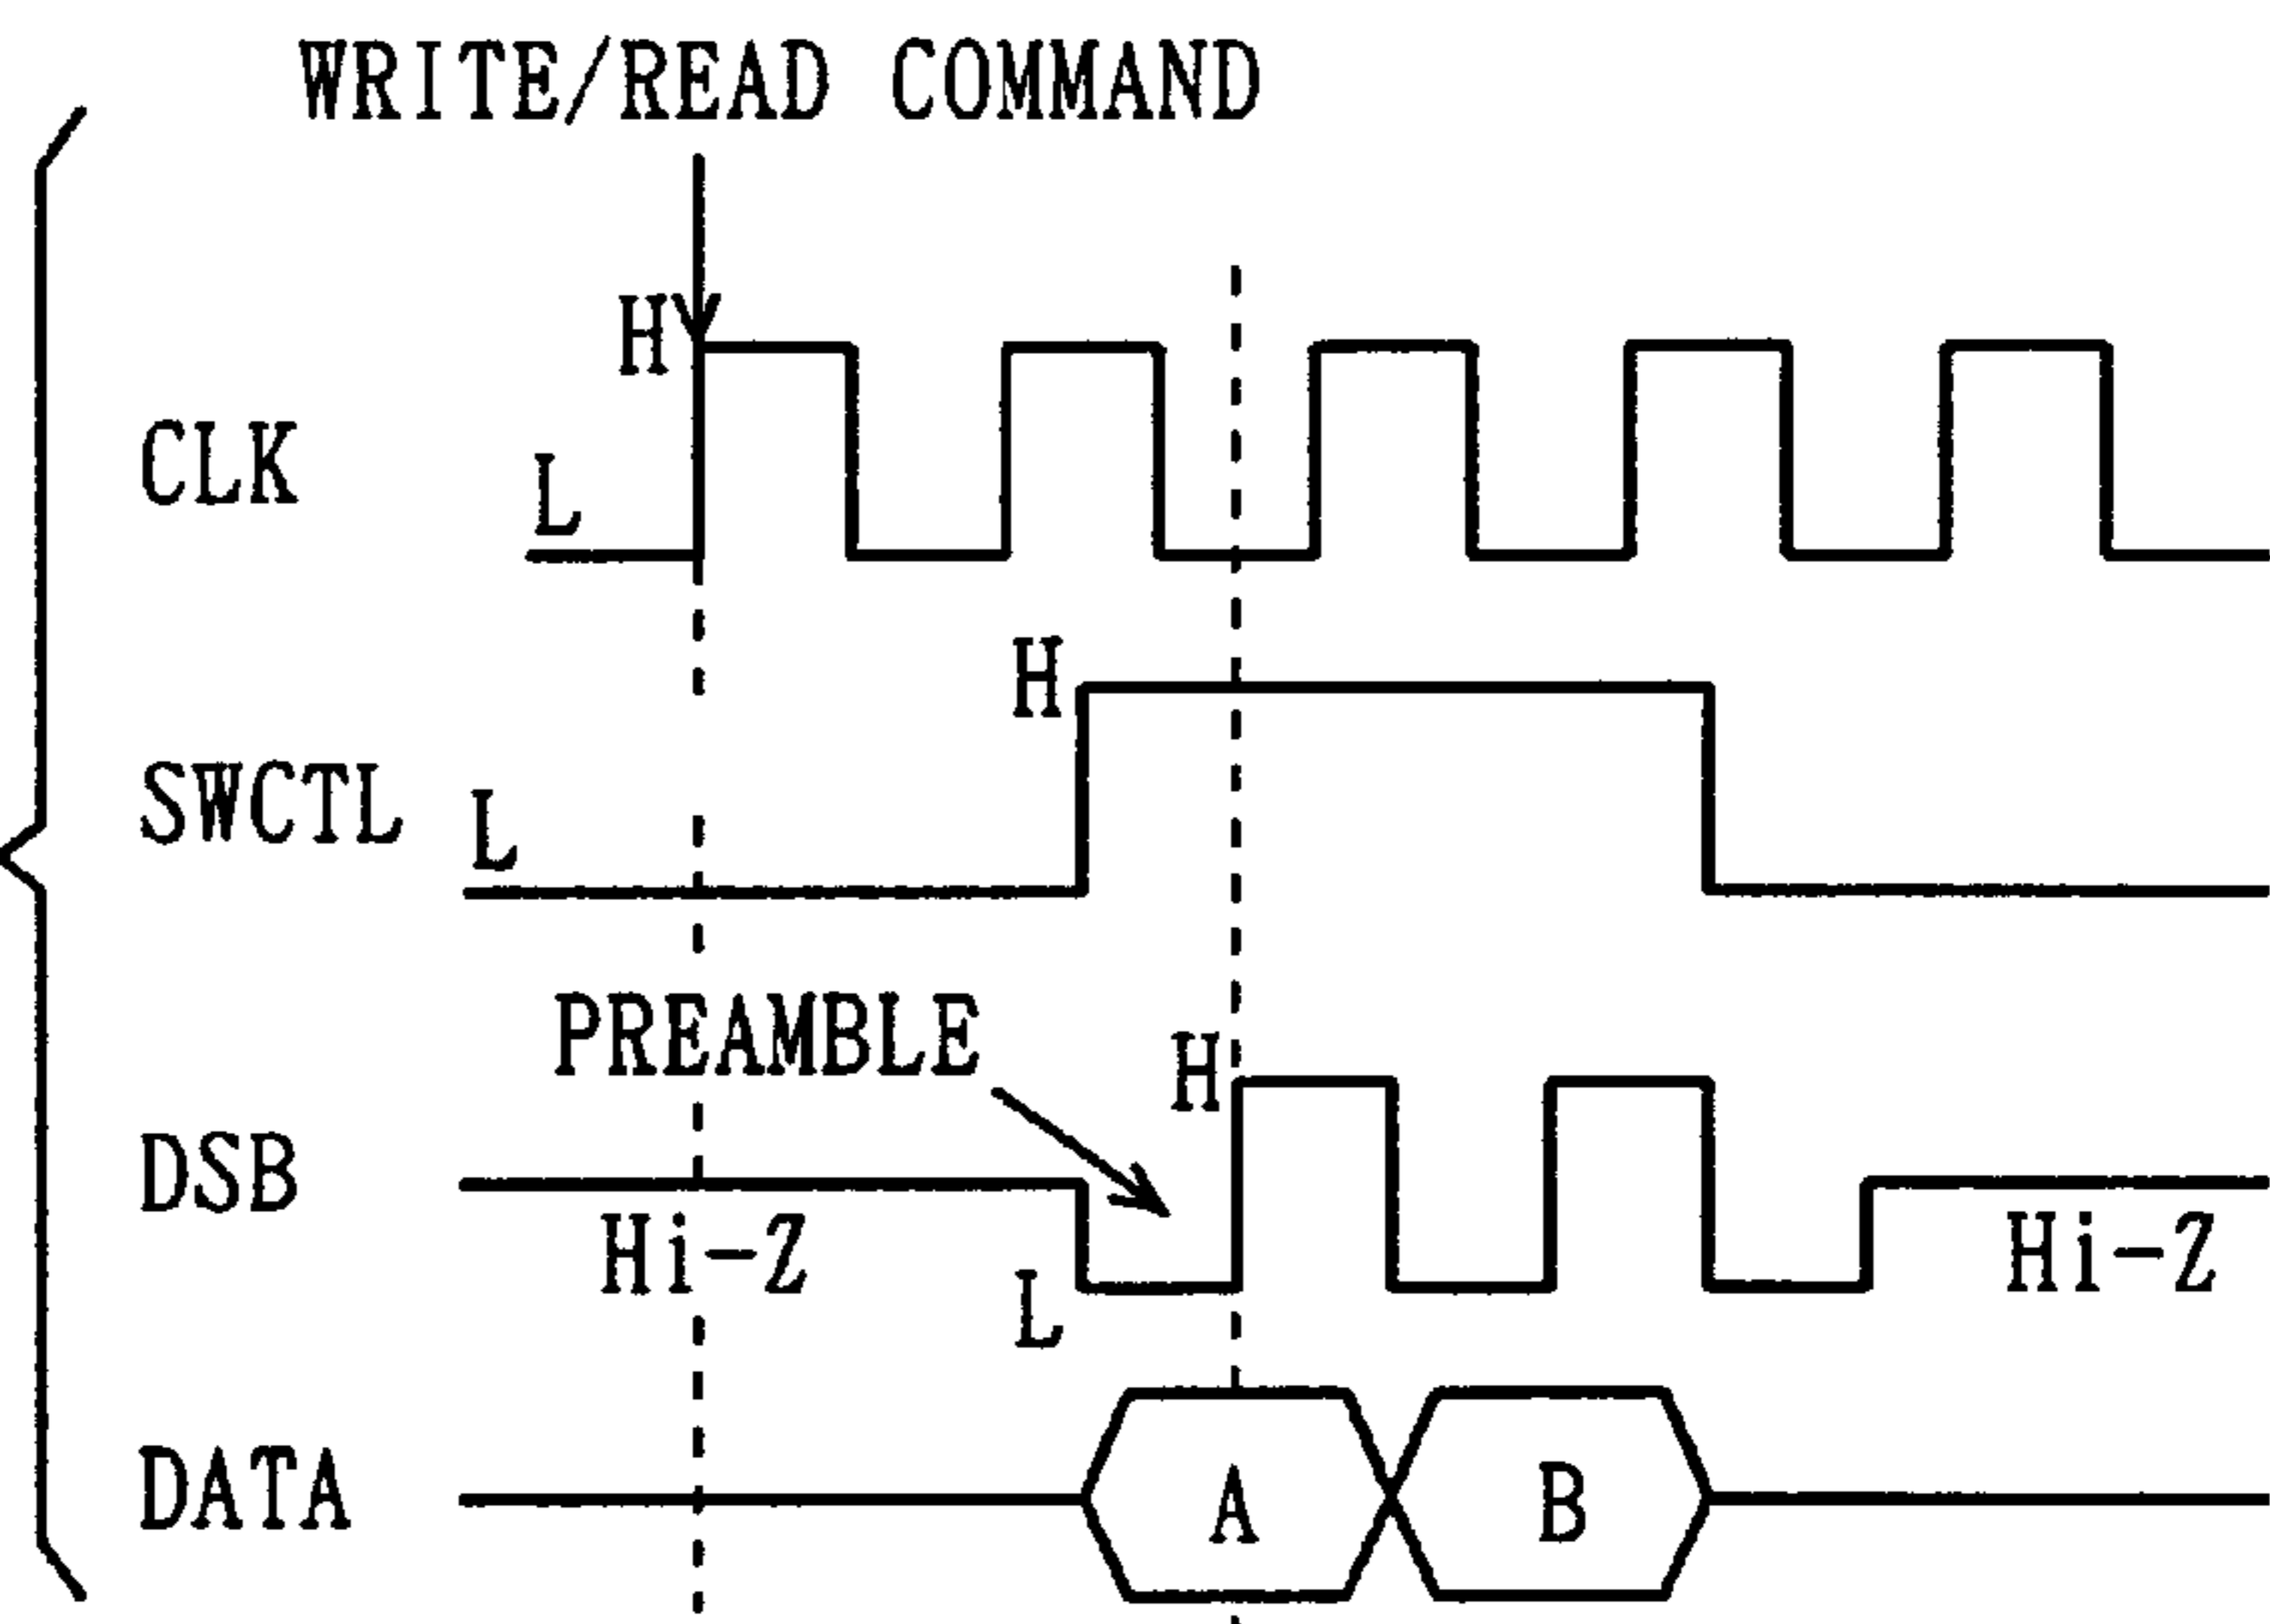 WRITE/READ COMMAND
H
CLK
L
H
SWCTL
L
PREAMBLE
H
DSB
Hi-Z
Hi-Z
L
DATA
A
B